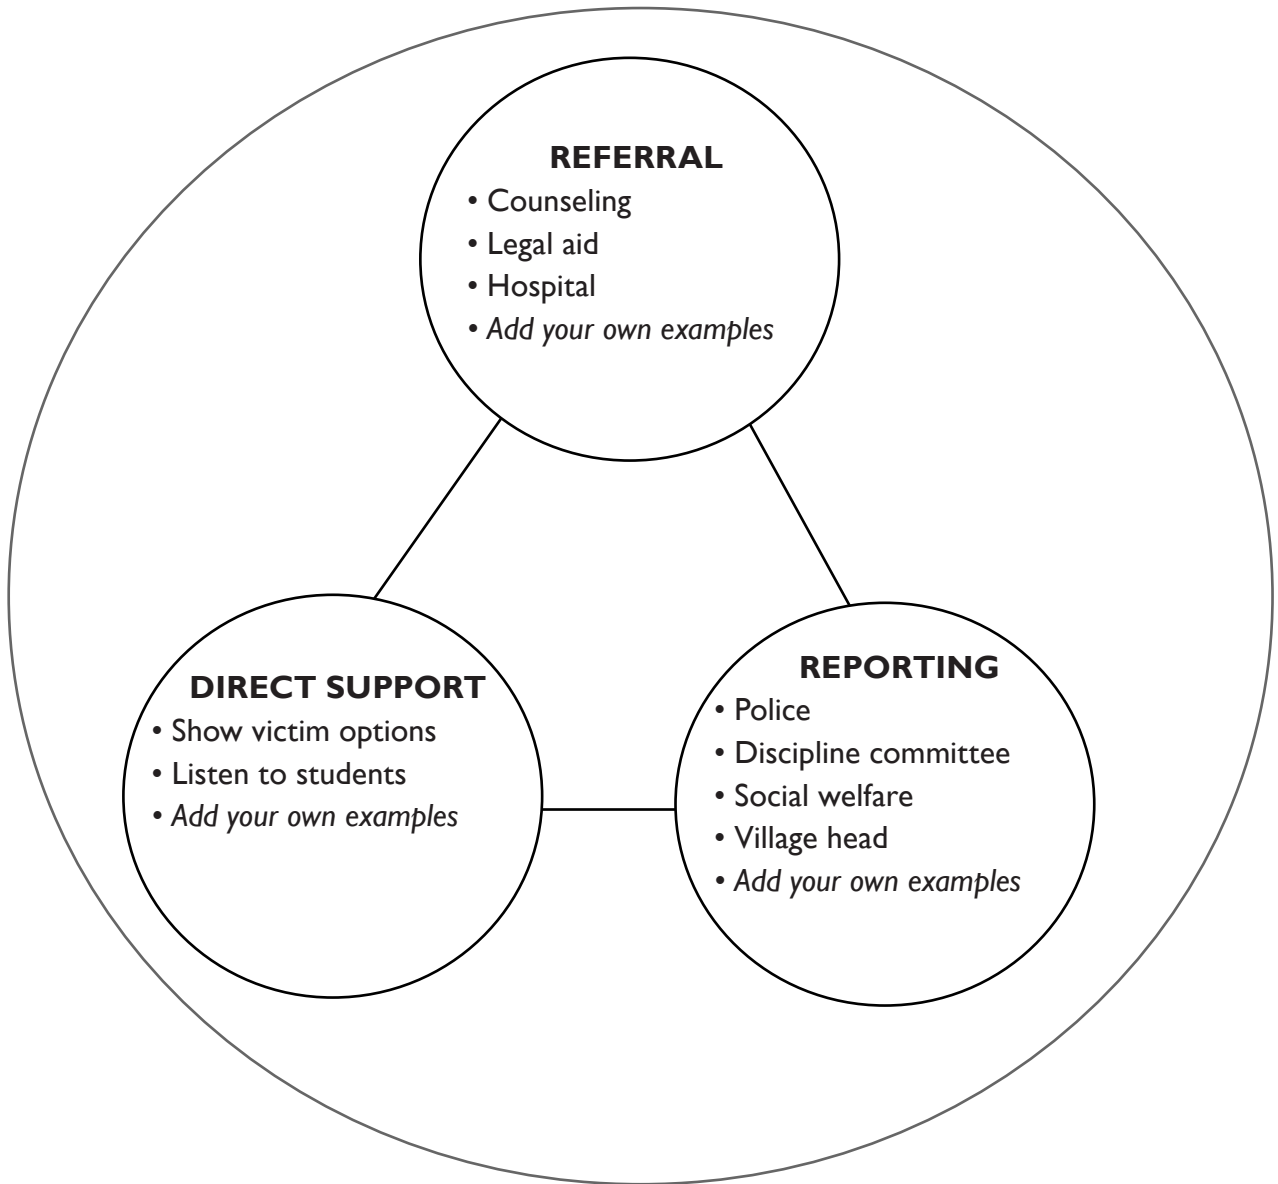 REFERRAL
• Counseling
• Legal aid
• Hospital
• Add your own examples
DIRECT SUPPORT
• Show victim options
• Listen to students
• Add your own examples
REPORTING
• Police
• Discipline committee
• Social welfare
• Village head
• Add your own examples